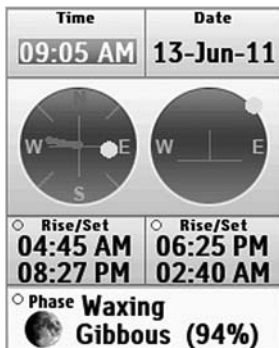 Time Date
09:05 AM 13-Jun-11
N
W E W E
S
Rise/Set Rise/Set
04:45 AM 06:25 PM
08:27 PM 02:40 AM
Phase Waxing
Gibbous (94%)